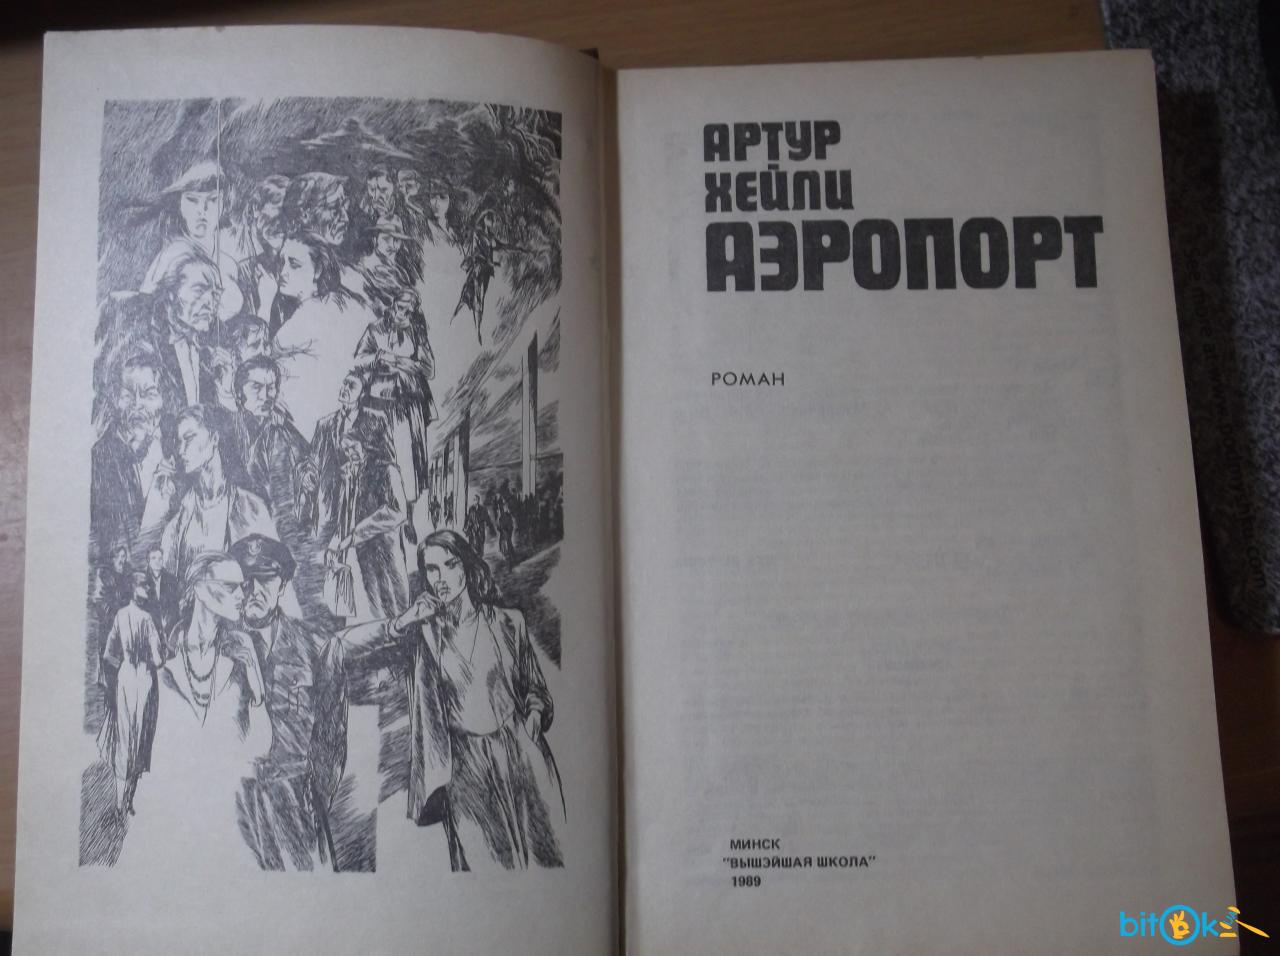 АРТУР
ХЕЙЛИ
АЭРОПОРТ
РОМАН
МИНСК
"ВЫШЭЙШАЯ ШКОЛА"
1989
bitOk